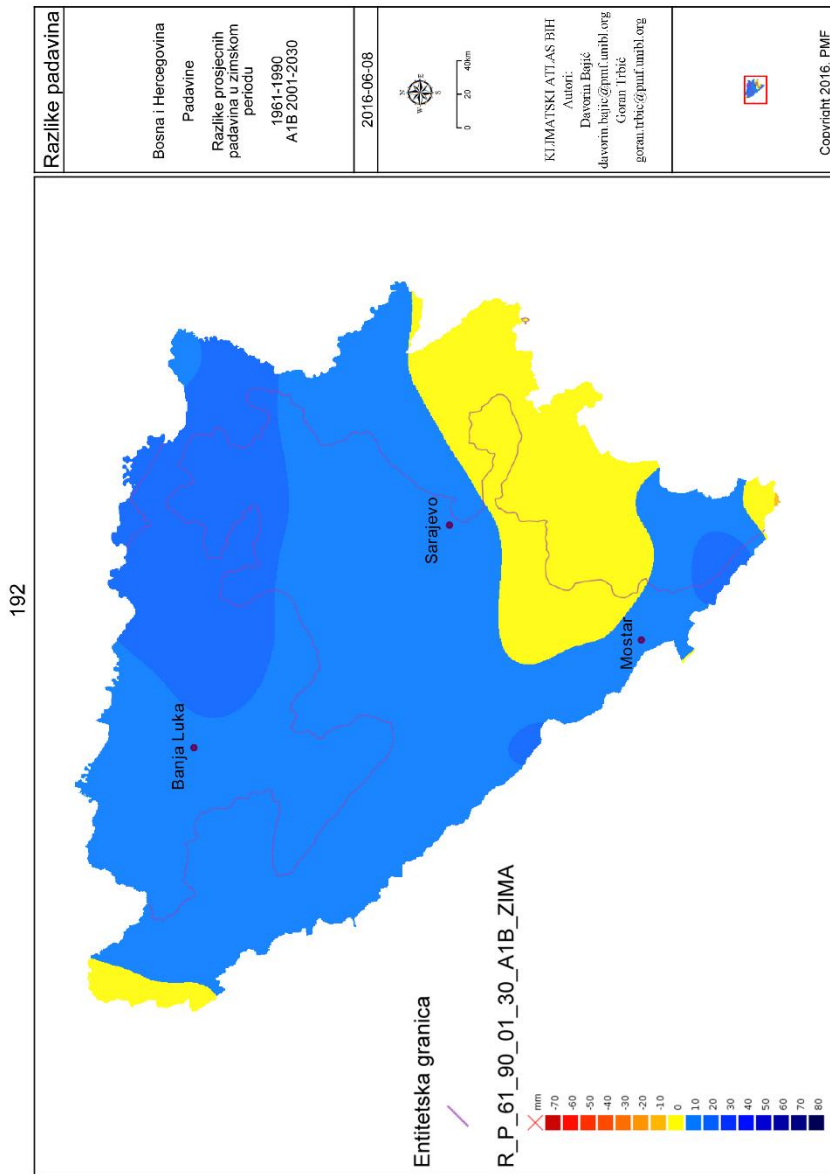 192
Razlike padavina
Bosna i Hercegovina
Padavine
Razlike prosjecnih
padavina u zimskom
periodu
1961-1990
A1B 2001-2030
2016-06-08
N
W
E
S
0 20 40km
KLIMATSKI ATLAS BIH
Autori:
Davorin Bajić
davorin.bajic@pmf.unibl.org
Goran Trbić
goran.trbic@pmf.unibl.org
Copyright 2016, PMF
Banja Luka
Sarajevo
Mostar
Entitetska granica
R_P_61_90_01_30_A1B_ZIMA
mm
-70
-60
-50
-40
-30
-20
-10
0
10
20
30
40
50
60
70
80